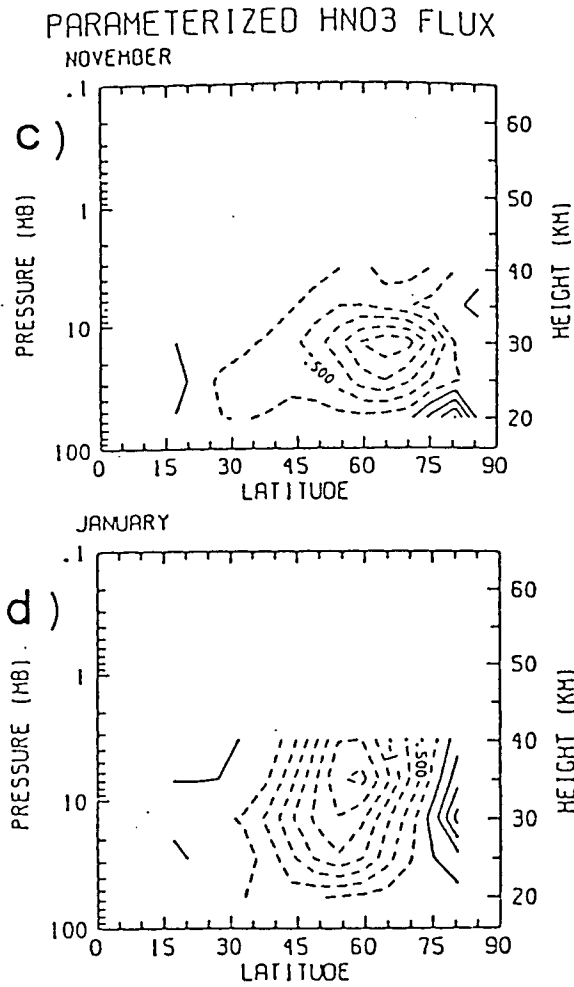 PARAMETERIZED HNO3 FLUX
NOVEMBER
c)
PRESSURE (MB)
.1
1
10
100
60
50
40
30
20
HEIGHT (KM)
-.500
0 15 30 45 60 75 90
LATITUDE
JANUARY
d)
PRESSURE (MB)
.1
1
10
100
60
50
40
30
20
HEIGHT (KM)
-.500
0 15 30 45 60 75 90
LATITUDE